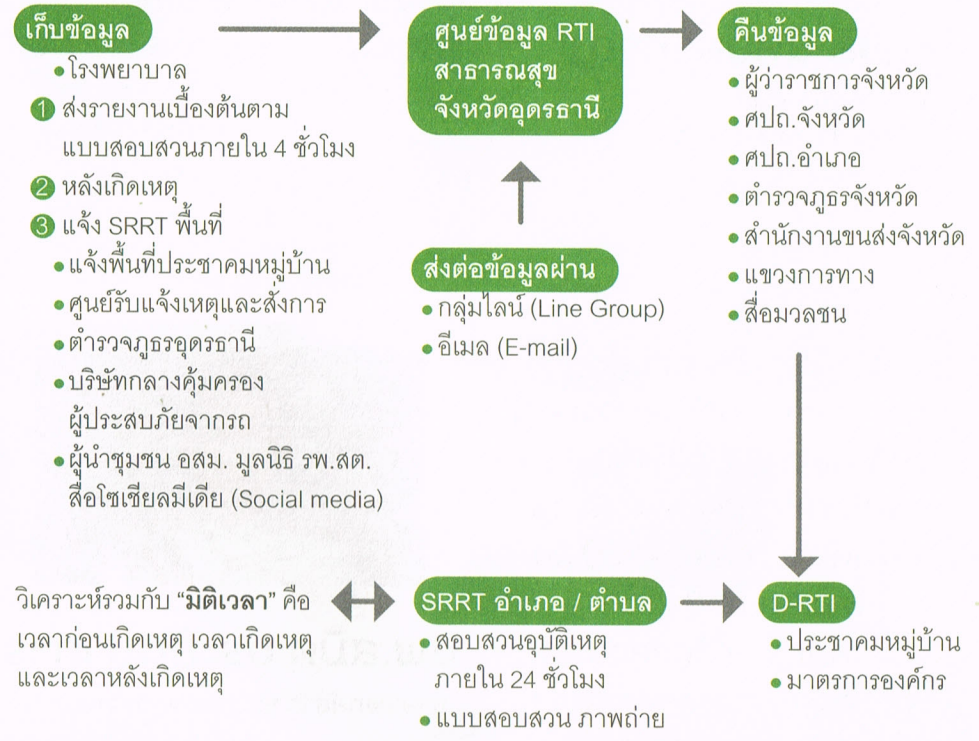 เก็บข้อมูล
• โรงพยาบาล
❶ ส่งรายงานเบื้องต้นตาม
แบบสอบสวนภายใน 4 ชั่วโมง
❷ หลังเกิดเหตุ
❸ แจ้ง SRRT พื้นที่
• แจ้งพื้นที่ประชาคมหมู่บ้าน
• ศูนย์รับแจ้งเหตุและสั่งการ
• ตำรวจภูธรอุดรธานี
• บริษัทกลางคุ้มครอง
ผู้ประสบภัยจากรถ
• ผู้นำชุมชน อสม. มูลนิธิ รพ.สต.
สื่อโซเชียลมีเดีย (Social media)
ศูนย์ข้อมูล RTI
สาธารณสุข
จังหวัดอุดรธานี
ส่งต่อข้อมูลผ่าน
• กลุ่มไลน์ (Line Group)
• อีเมล (E-mail)
คืนข้อมูล
• ผู้ว่าราชการจังหวัด
• ศปถ.จังหวัด
• ศปถ.อำเภอ
• ตำรวจภูธรจังหวัด
• สำนักงานขนส่งจังหวัด
• แขวงการทาง
• สื่อมวลชน
วิเคราะห์รวมกับ “มิติเวลา” คือ
เวลาก่อนเกิดเหตุ เวลาเกิดเหตุ
และเวลาหลังเกิดเหตุ
SRRT อำเภอ / ตำบล
• สอบสวนอุบัติเหตุ
ภายใน 24 ชั่วโมง
• แบบสอบสวน ภาพถ่าย
D-RTI
• ประชาคมหมู่บ้าน
• มาตรการองค์กร